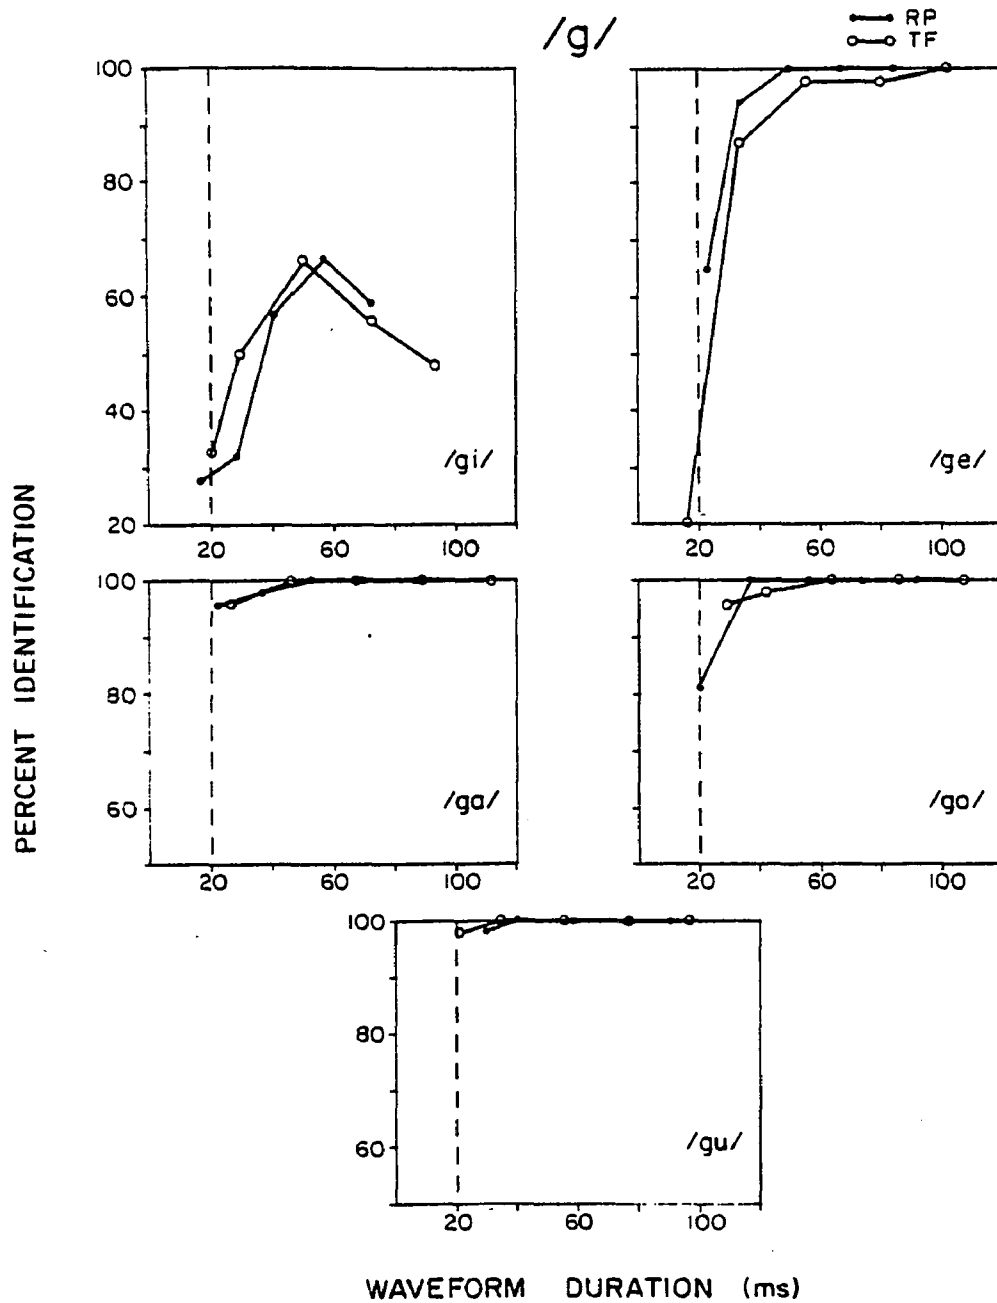 /g/
RP
TF
100
80
60
40
20
20 60 100
/gi/
20 60 100
/ge/
100
80
60
20 60 100
/ga/
20 60 100
/go/
100
80
60
20 60 100
/gu/
PERCENT IDENTIFICATION
WAVEFORM DURATION (ms)